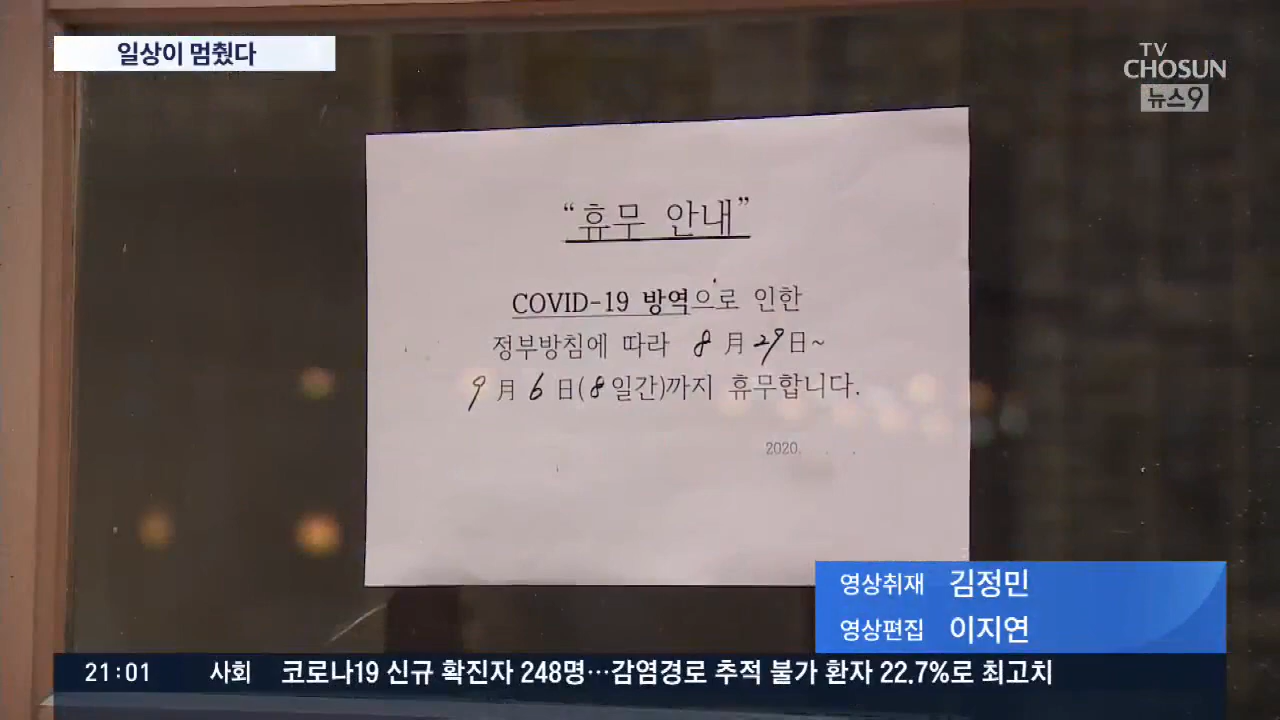 일상이 멈췄다
TV
CHOSUN
뉴스9
“휴무 안내”
COVID-19 방역으로 인한
정부방침에 따라 8月 29日~
9月 6日(8일간)까지 휴무합니다.
2020.
영상취재 김정민
영상편집 이지연
21:01 사회 코로나19 신규 확진자 248명…감염경로 추적 불가 환자 22.7%로 최고치